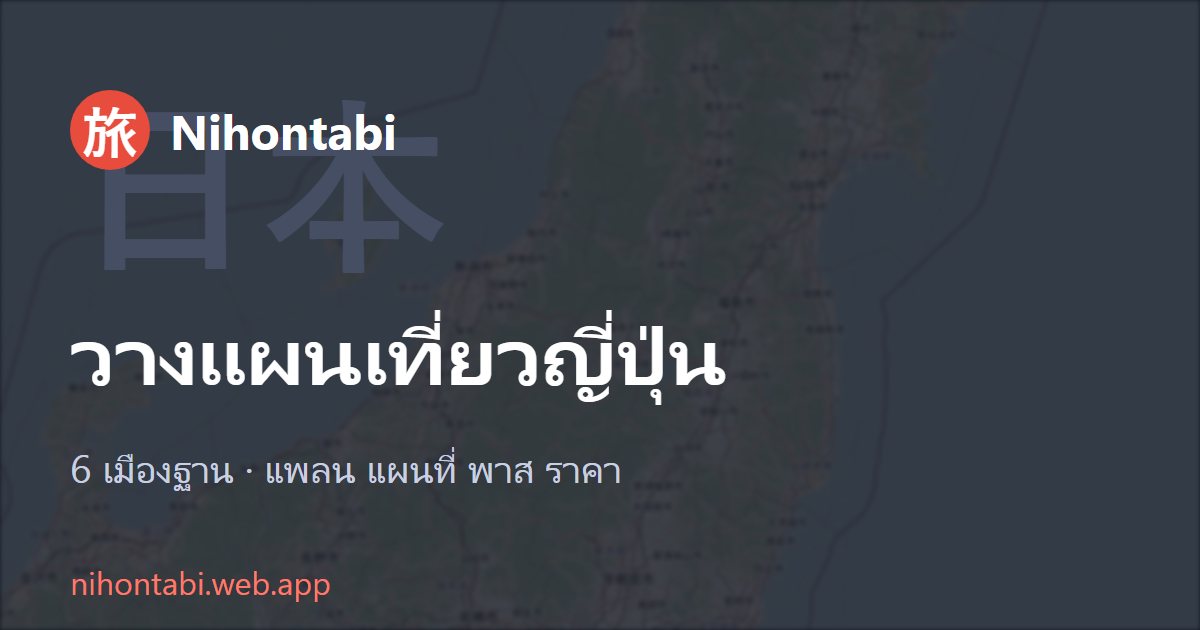 旅 Nihontabi
日本
วางแผนเที่ยวญี่ปุ่น
6 เมืองฐาน · แพลน แผนที่ พาส ราคา
nihontabi.web.app